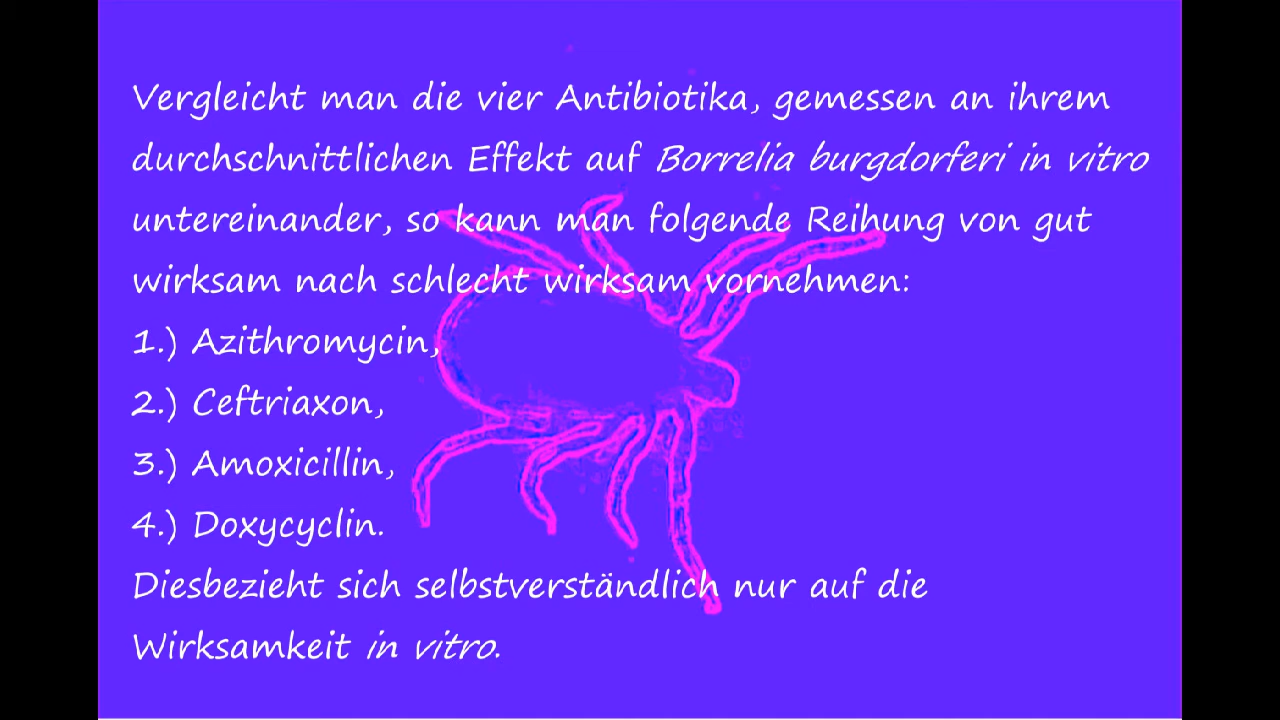 Vergleicht man die vier Antibiotika, gemessen an ihrem
durchschnittlichen Effekt auf Borrelia burgdorferi in vitro
untereinander, so kann man folgende Reihung von gut
wirksam nach schlecht wirksam vornehmen:
1.) Azithromycin,
2.) Ceftriaxon,
3.) Amoxicillin,
4.) Doxycyclin.
Diesbezieht sich selbstverständlich nur auf die
Wirksamkeit in vitro.